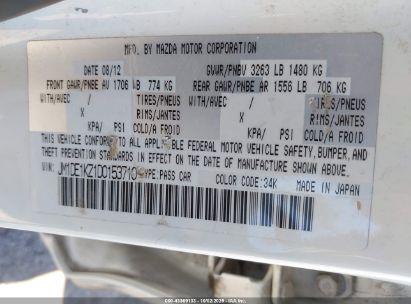 MFD. BY MAZDA MOTOR CORPORATION
DATE 08/12 GVWR/PNBV 3263 LB 1480 KG
FRONT GAWR/PNBE AV 1706 LB 774 KG REAR GAWR/PNBE AR 1556 LB 706 KG
WITH/AVEC / TIRES/PNEUS WITH/AVEC / TIRES/PNEUS
X RIMS/JANTES X RIMS/JANTES
KPA/ PSI COLD/A FROID KPA/ PSI COLD/A FROID
THIS VEHICLE CONFORMS TO ALL APPLICABLE FEDERAL MOTOR VEHICLE SAFETY, BUMPER, AND
THEFT PREVENTION STANDARDS IN EFFECT ON THE DATE OF MANUFACTURE SHOWN ABOVE.
JM1DE1KZ1D0153710 TYPE: PASS CAR COLOR CODE: 34K MADE IN JAPAN